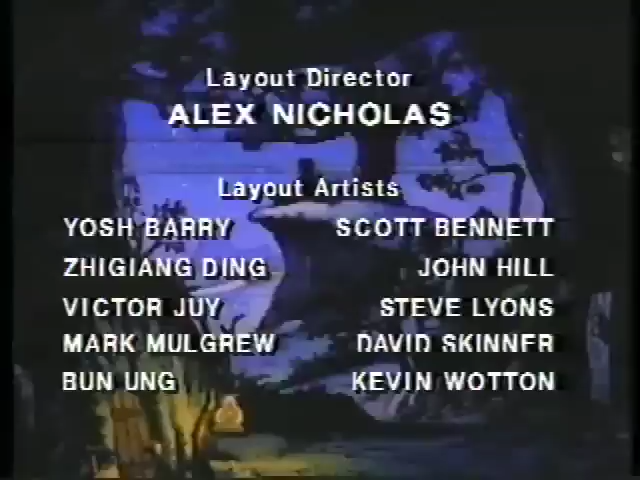 Layout Director
ALEX NICHOLAS
Layout Artists
YOSH BARRY SCOTT BENNETT
ZHIGIANG DING JOHN HILL
VICTOR JUY STEVE LYONS
MARK MULGREW DAVID SKINNER
BUN UNG KEVIN WOTTON